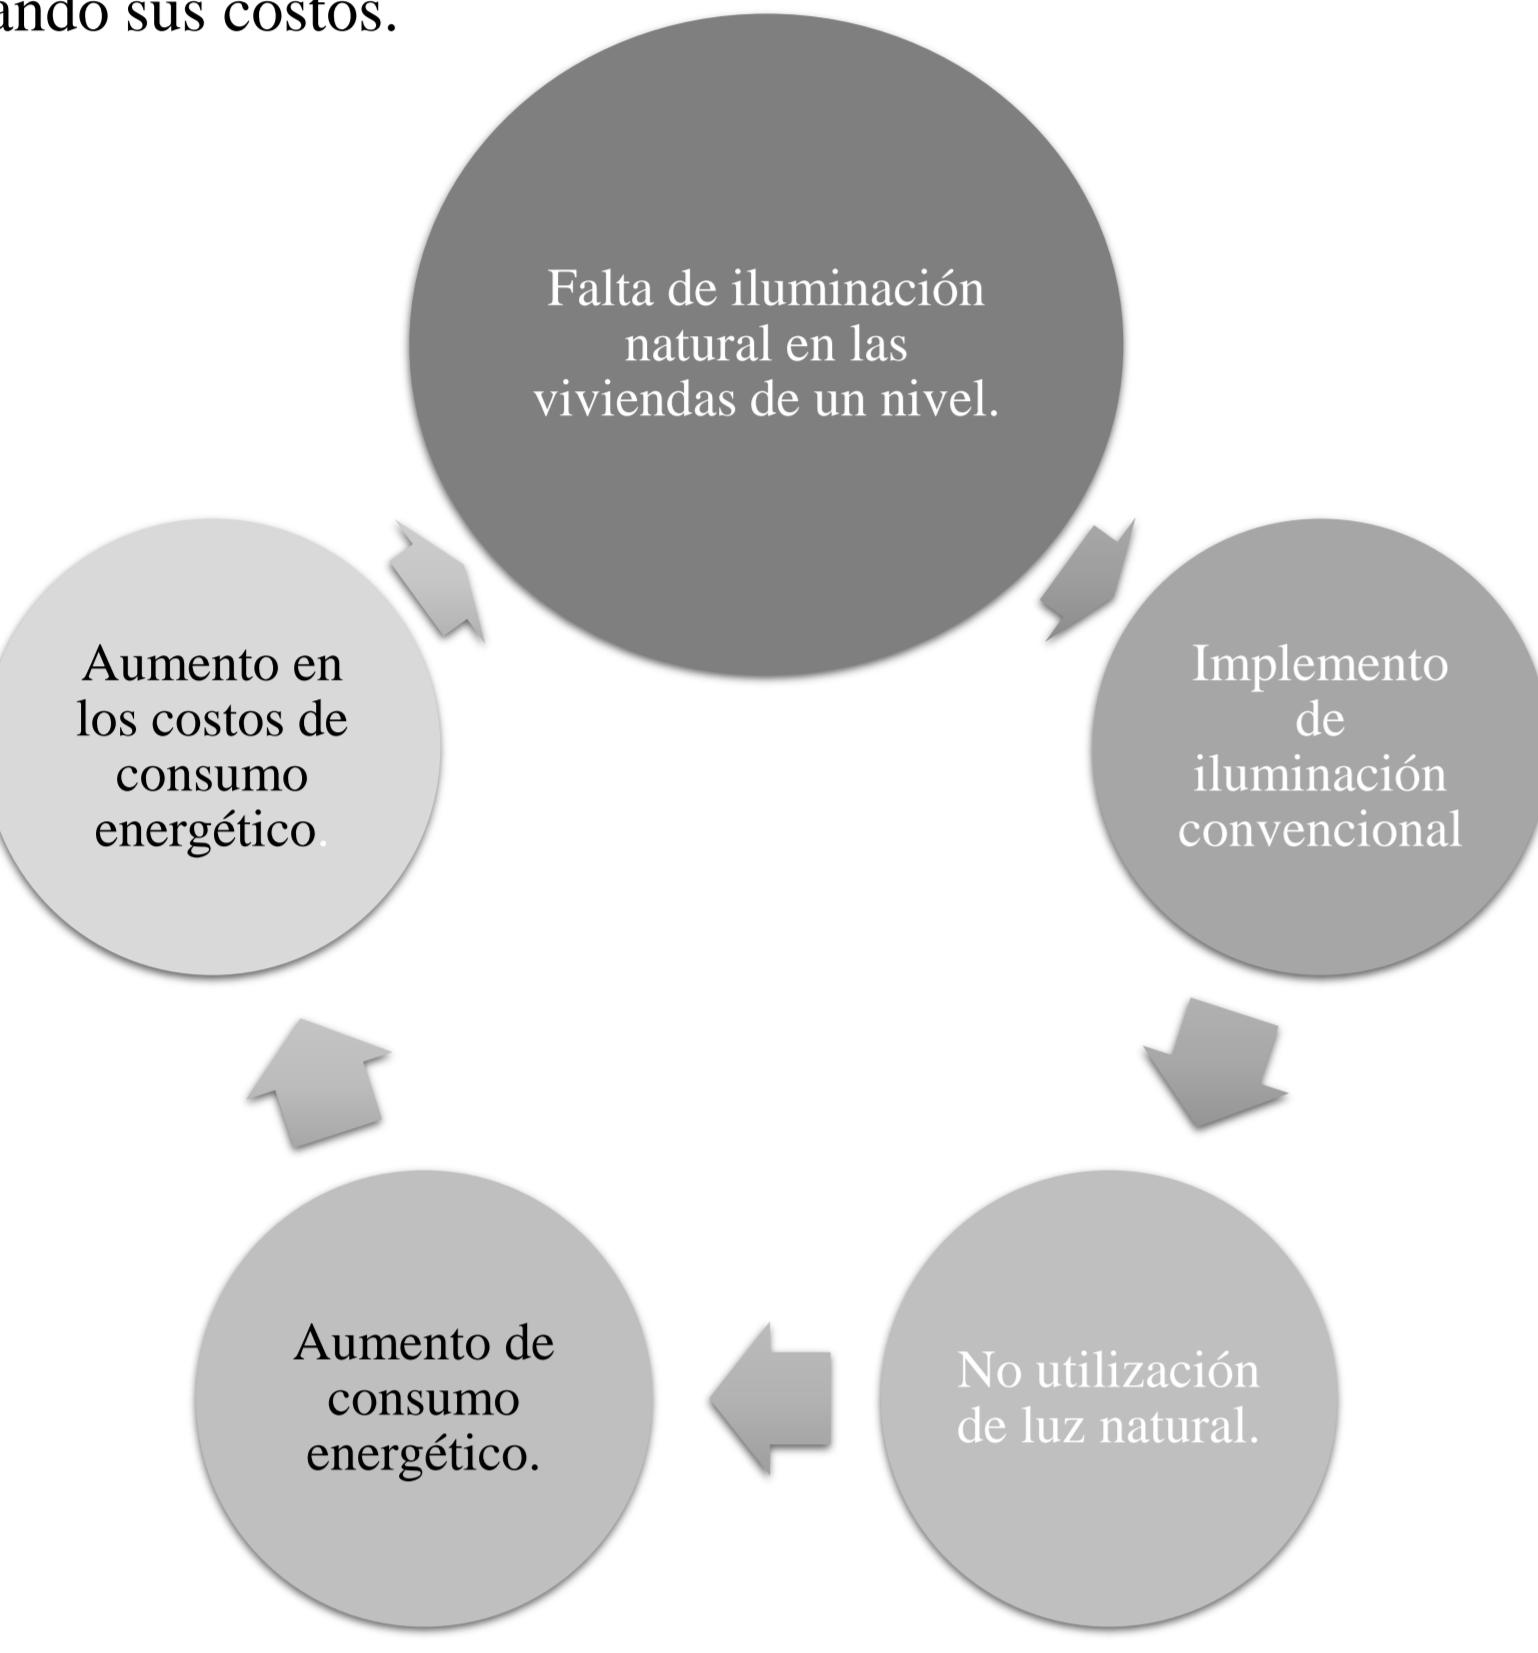 sus costos.
Falta de iluminación
natural en las
viviendas de un nivel.
Implemento
de
iluminación
convencional
No utilización
de luz natural.
Aumento de
consumo
energético.
Aumento en
los costos de
consumo
energético.